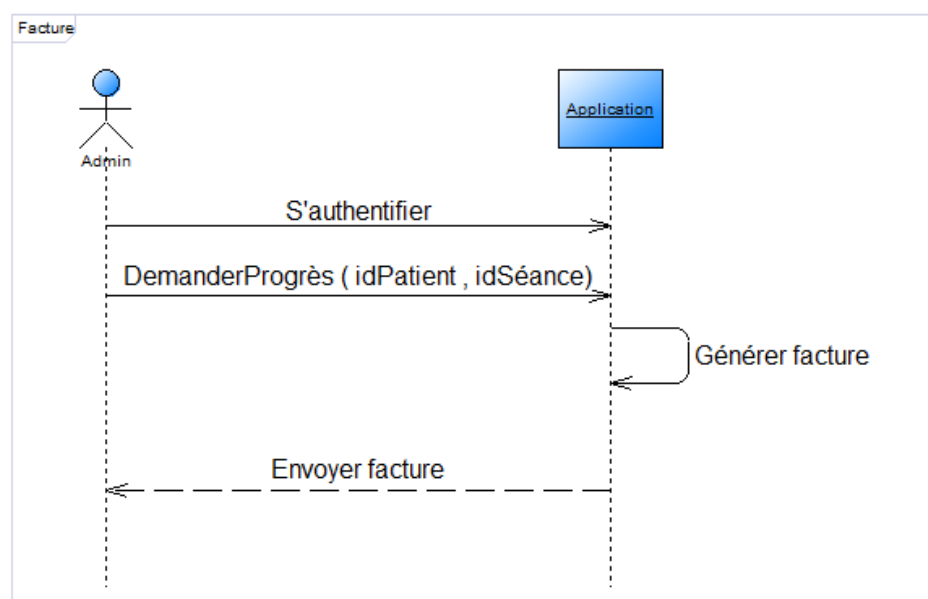 Facture
Admin
Application
S'authentifier
DemanderProgrès ( idPatient , idSéance)
Générer facture
Envoyer facture